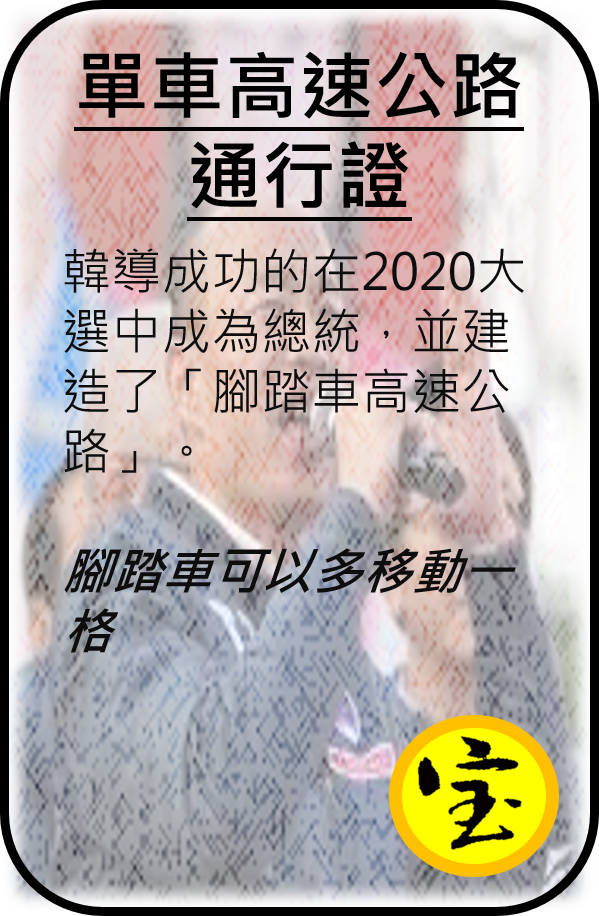 單車高速公路
通行證
韓導成功的在2020大
選中成為總統，並建
造了「腳踏車高速公
路」。
腳踏車可以多移動一
格
宝